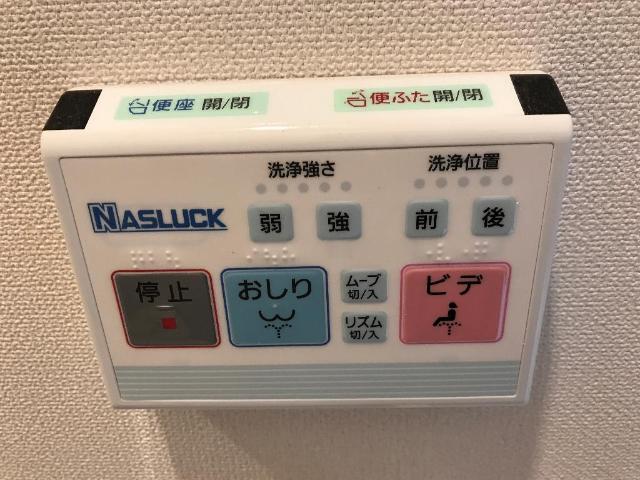 便座 開/閉
便ふた 開/閉
洗浄強さ
洗浄位置
NASLUCK
弱
強
前
後
停止
おしり
ムーブ
切/入
リズム
切/入
ビデ